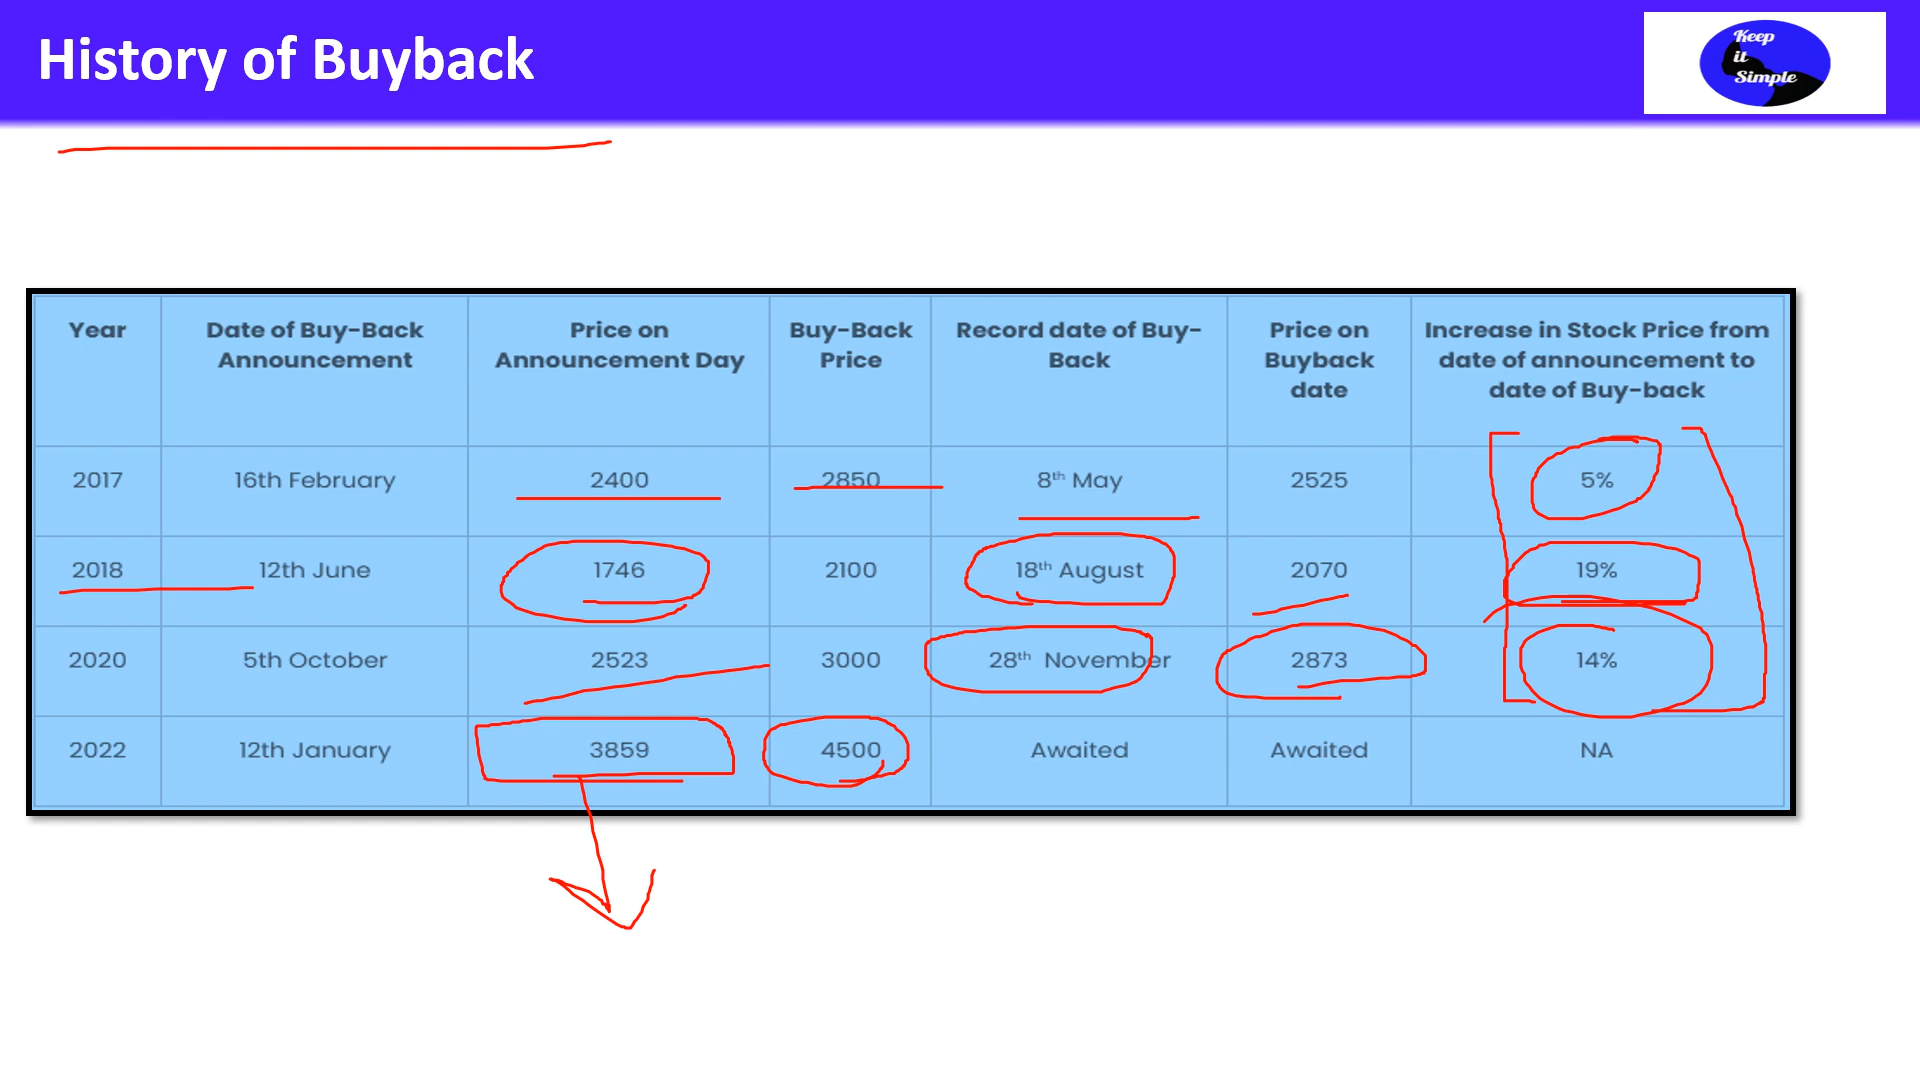 History of Buyback
Keep
it
Simple
Year
Date of Buy-Back
Announcement
Price on
Announcement Day
Buy-Back
Price
Record date of Buy-
Back
Price on
Buyback
date
Increase in Stock Price from
date of announcement to
date of Buy-back
2017 16th February 2400 2850 8th May 2525 5%
2018 12th June 1746 2100 18th August 2070 19%
2020 5th October 2523 3000 28th November 2873 14%
2022 12th January 3859 4500 Awaited Awaited NA